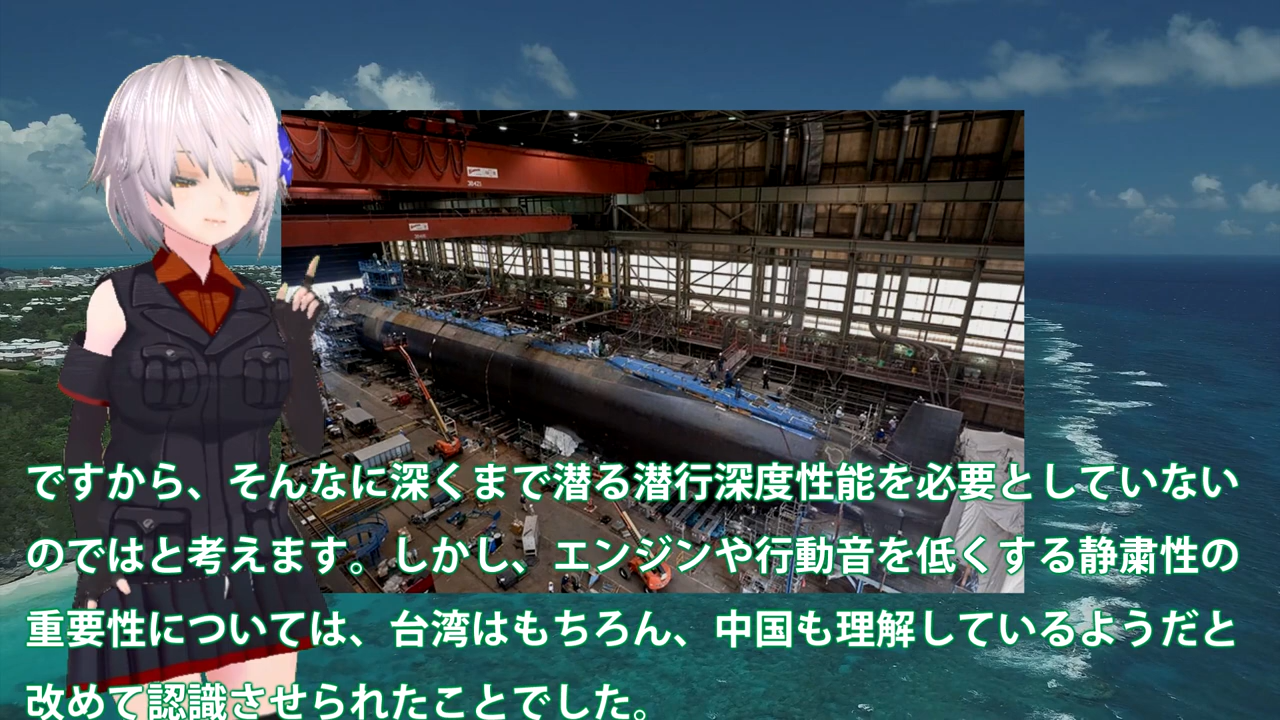 ですから、そんなに深くまで潜る潜行深度性能を必要としていない
のではと考えます。しかし、エンジンや行動音を低くする静粛性の
重要性については、台湾はもちろん、中国も理解しているようだと
改めて認識させられたことでした。